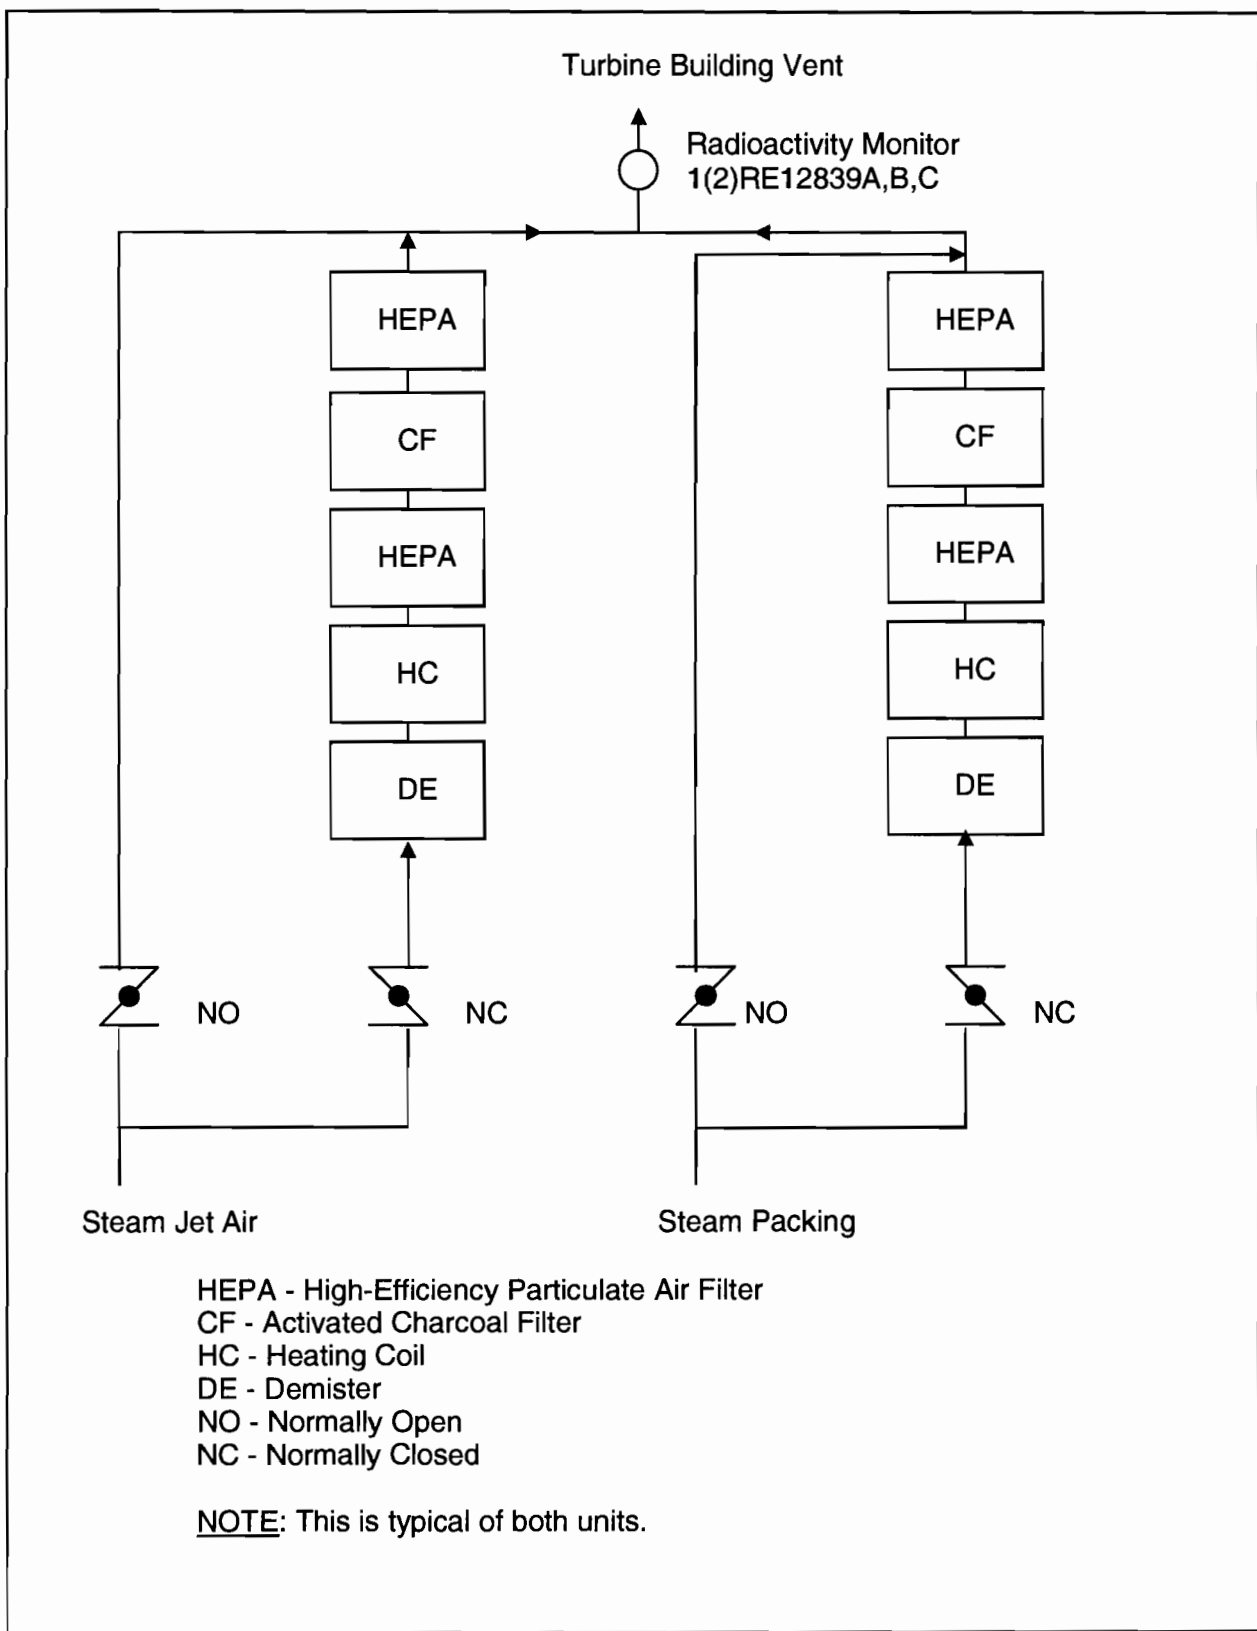 Turbine Building Vent
Radioactivity Monitor
1(2)RE12839A,B,C
HEPA
CF
HEPA
HC
DE
HEPA
CF
HEPA
HC
DE
NO
NC
NO
NC
Steam Jet Air
Steam Packing
HEPA - High-Efficiency Particulate Air Filter
CF - Activated Charcoal Filter
HC - Heating Coil
DE - Demister
NO - Normally Open
NC - Normally Closed
NOTE: This is typical of both units.